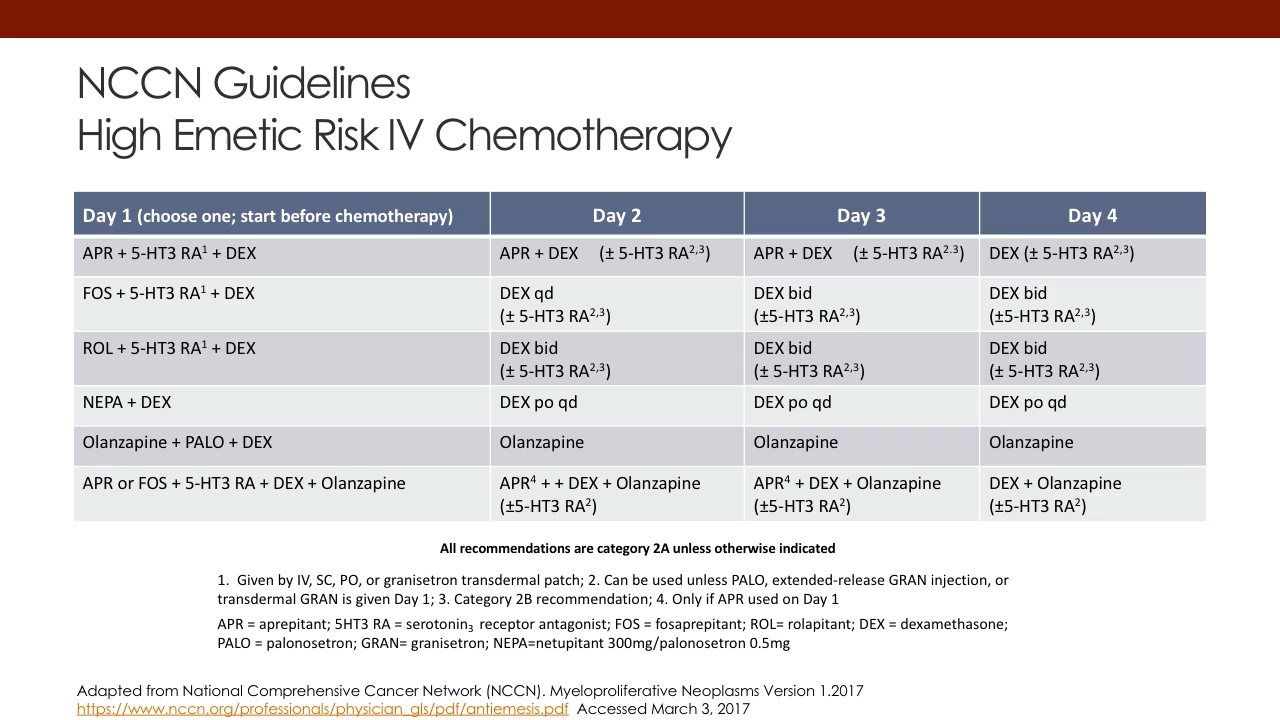 NCCN Guidelines
High Emetic Risk IV Chemotherapy
Day 1 (choose one; start before chemotherapy) Day 2 Day 3 Day 4
APR + 5-HT3 RA¹ + DEX APR + DEX (± 5-HT3 RA²,³) APR + DEX (± 5-HT3 RA²·³) DEX (± 5-HT3 RA²,³)
FOS + 5-HT3 RA¹ + DEX DEX qd DEX bid DEX bid
(± 5-HT3 RA²,³) (±5-HT3 RA²,³) (±5-HT3 RA²,³)
ROL + 5-HT3 RA¹ + DEX DEX bid DEX bid DEX bid
(± 5-HT3 RA²,³) (± 5-HT3 RA²,³) (± 5-HT3 RA²,³)
NEPA + DEX DEX po qd DEX po qd DEX po qd
Olanzapine + PALO + DEX Olanzapine Olanzapine Olanzapine
APR or FOS + 5-HT3 RA + DEX + Olanzapine APR⁴ + + DEX + Olanzapine APR⁴ + DEX + Olanzapine DEX + Olanzapine
(±5-HT3 RA²) (±5-HT3 RA²) (±5-HT3 RA²)
All recommendations are category 2A unless otherwise indicated
1. Given by IV, SC, PO, or granisetron transdermal patch; 2. Can be used unless PALO, extended-release GRAN injection, or
transdermal GRAN is given Day 1; 3. Category 2B recommendation; 4. Only if APR used on Day 1
APR = aprepitant; 5HT3 RA = serotonin₃ receptor antagonist; FOS = fosaprepitant; ROL= rolapitant; DEX = dexamethasone;
PALO = palonosetron; GRAN= granisetron; NEPA=netupitant 300mg/palonosetron 0.5mg
Adapted from National Comprehensive Cancer Network (NCCN). Myeloproliferative Neoplasms Version 1.2017
https://www.nccn.org/professionals/physician_gls/pdf/antiemesis.pdf Accessed March 3, 2017